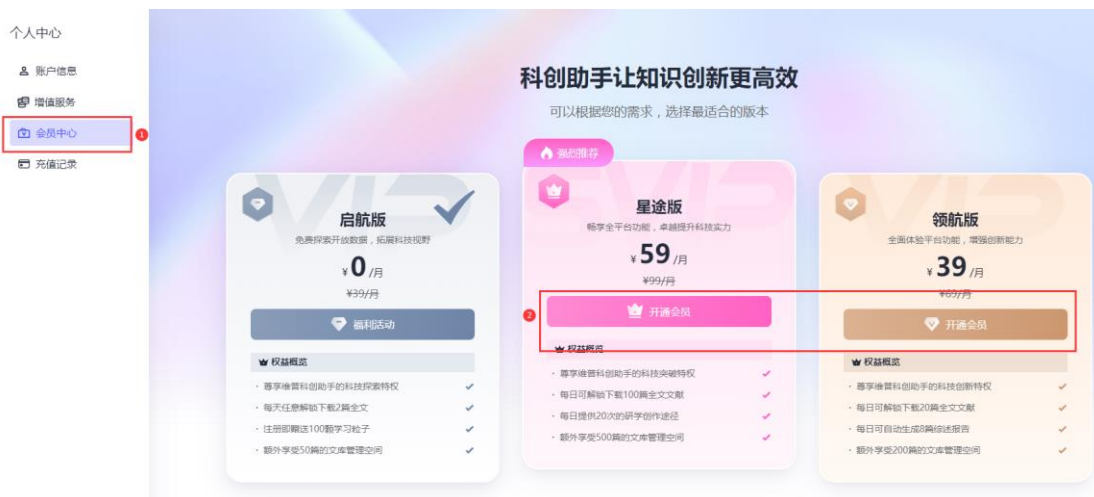 个人中心
账户信息
增值服务
会员中心
1
充值记录
科创助手让知识创新更高效
可以根据您的需求，选择最适合的版本
启航版
免费探索开放数据，拓展科技视野
¥0/月
¥39/月
福利活动
权益概览
· 尊享维普科创助手的科技探索特权
· 每天任意解锁下载2篇全文
· 注册即赠送100颗学习粒子
· 额外享受50篇的文库管理空间
强烈推荐
SVIP
星途版
畅享全平台功能，卓越提升科技实力
¥59/月
¥99/月
2
开通会员
权益概览
· 尊享维普科创助手的科技突破特权
· 每日可解锁下载100篇全文文献
· 每日提供20次的研学创作途径
· 额外享受500篇的文库管理空间
VIP
领航版
全面体验平台功能，增强创新能力
¥39/月
¥69/月
开通会员
权益概览
· 尊享维普科创助手的科技创新特权
· 每日可解锁下载20篇全文文献
· 每日可自动生成8篇综述报告
· 额外享受200篇的文库管理空间